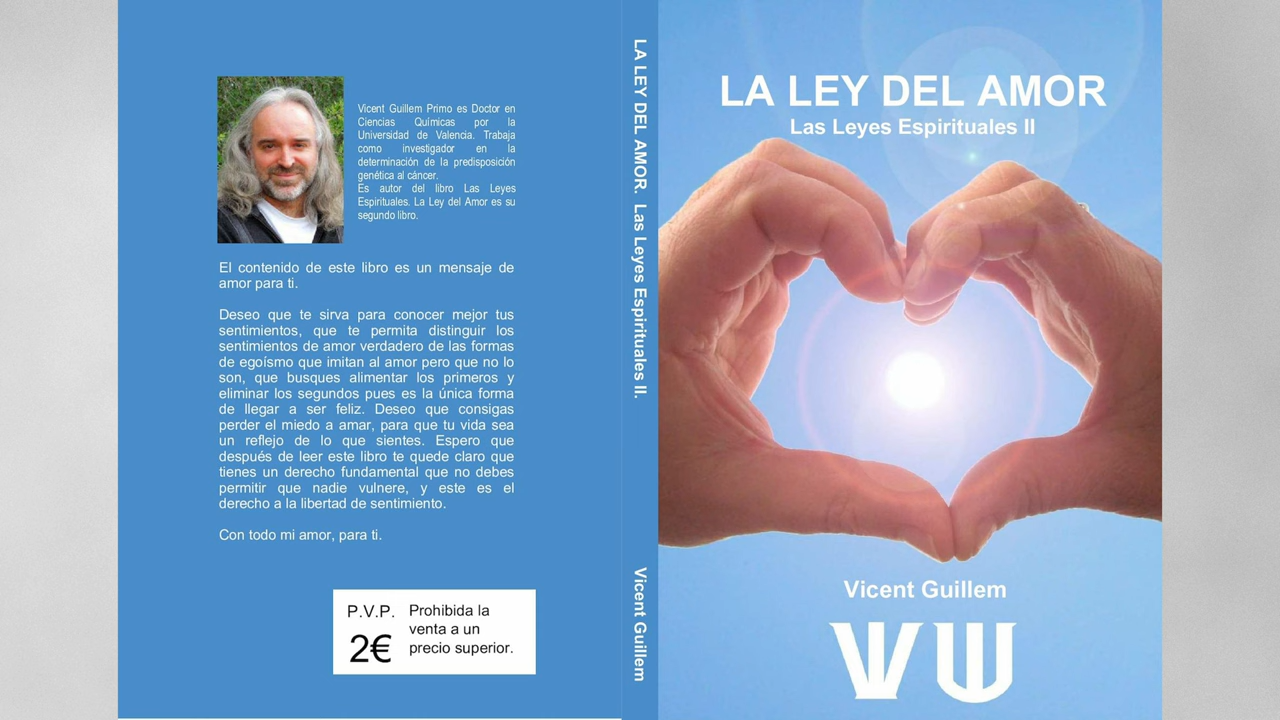 Vicent Guillem Primo es Doctor en
Ciencias Químicas por la
Universidad de Valencia. Trabaja
como investigador en la
determinación de la predisposición
genética al cáncer.
Es autor del libro Las Leyes
Espirituales. La Ley del Amor es su
segundo libro.
El contenido de este libro es un mensaje de
amor para ti.
Deseo que te sirva para conocer mejor tus
sentimientos, que te permita distinguir los
sentimientos de amor verdadero de las formas
de egoísmo que imitan al amor pero que no lo
son, que busques alimentar los primeros y
eliminar los segundos pues es la única forma
de llegar a ser feliz. Deseo que consigas
perder el miedo a amar, para que tu vida sea
un reflejo de lo que sientes. Espero que
después de leer este libro te quede claro que
tienes un derecho fundamental que no debes
permitir que nadie vulnere, y este es el
derecho a la libertad de sentimiento.
Con todo mi amor, para ti.
P.V.P.
2€
Prohibida la
venta a un
precio superior.
LA LEY DEL AMOR. Las Leyes Espirituales II.
Vicent Guillem
LA LEY DEL AMOR
Las Leyes Espirituales II
Vicent Guillem